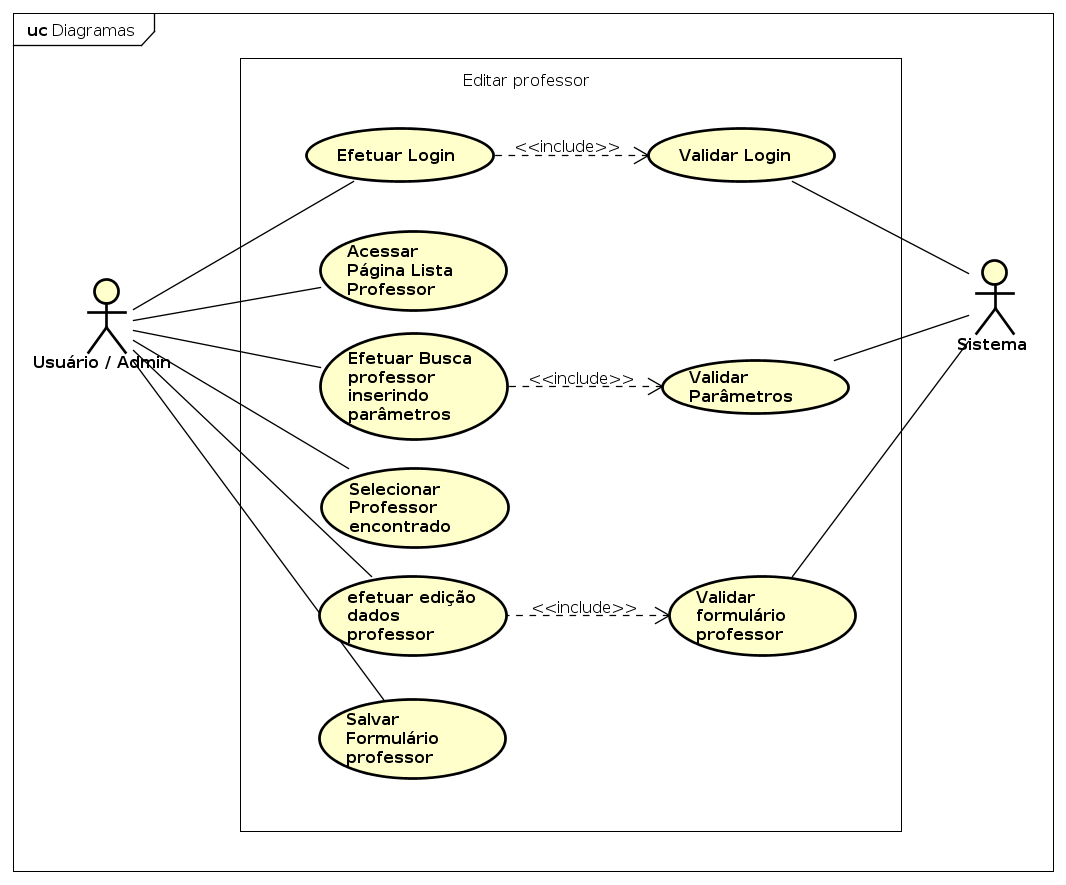 uc Diagramas
Editar professor
Efetuar Login
<<include>>
Validar Login
Acessar
Página Lista
Professor
Usuário / Admin
Sistema
Efetuar Busca
professor
inserindo
parâmetros
<<include>>
Validar
Parâmetros
Selecionar
Professor
encontrado
efetuar edição
dados
professor
<<include>>
Validar
formulário
professor
Salvar
Formulário
professor